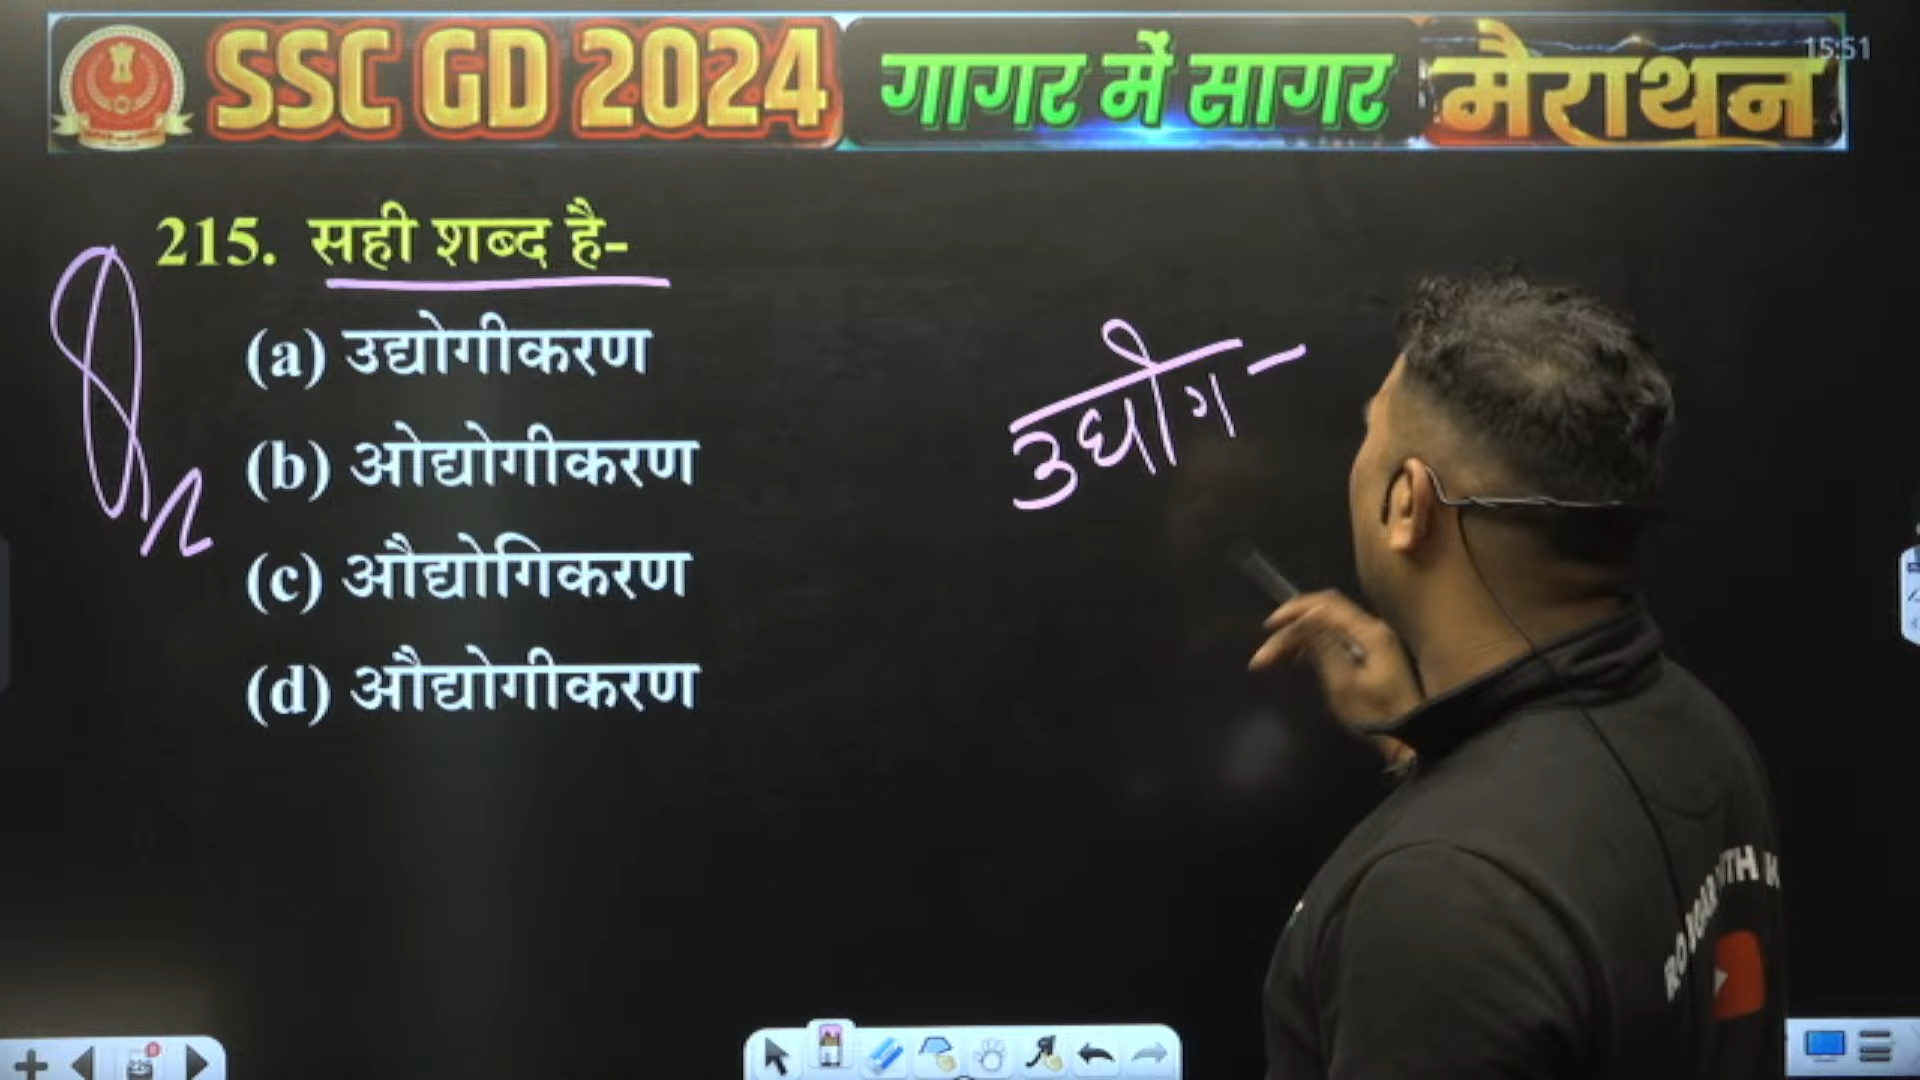 SSC GD 2024 गागर में सागर मैराथन
15:51
215. सही शब्द है-
(a) उद्योगीकरण
(b) ओद्योगीकरण
(c) औद्योगिकरण
(d) औद्योगीकरण
उद्योग -